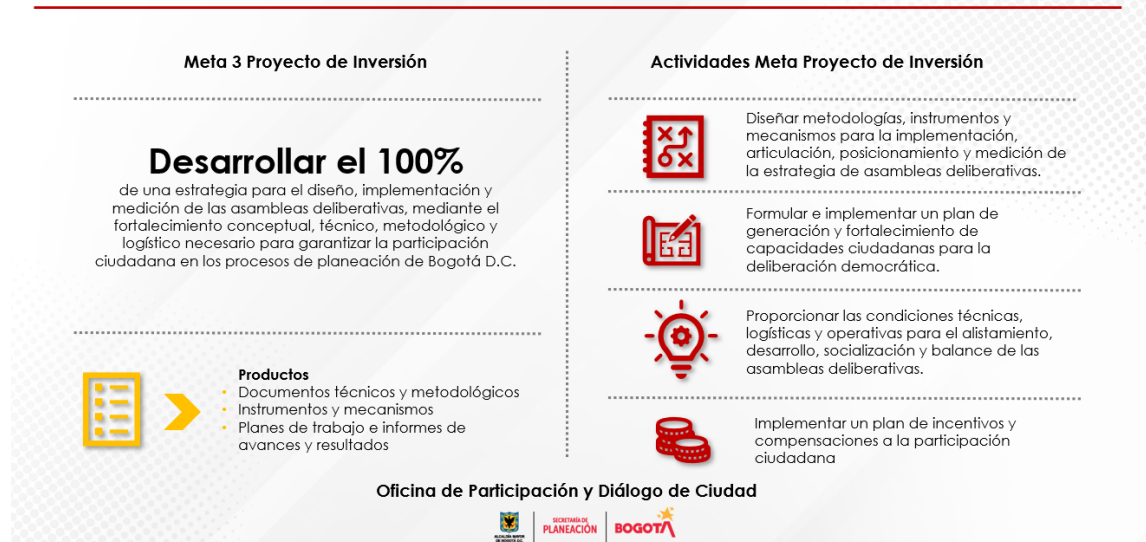 Meta 3 Proyecto de Inversión
Desarrollar el 100%
de una estrategia para el diseño, implementación y
medición de las asambleas deliberativas, mediante el
fortalecimiento conceptual, técnico, metodológico y
logístico necesario para garantizar la participación
ciudadana en los procesos de planeación de Bogotá D.C.
Productos
• Documentos técnicos y metodológicos
• Instrumentos y mecanismos
• Planes de trabajo e informes de
avances y resultados
Actividades Meta Proyecto de Inversión
Diseñar metodologías, instrumentos y
mecanismos para la implementación,
articulación, posicionamiento y medición de
la estrategia de asambleas deliberativas.
Formular e implementar un plan de
generación y fortalecimiento de
capacidades ciudadanas para la
deliberación democrática.
Proporcionar las condiciones técnicas,
logísticas y operativas para el alistamiento,
desarrollo, socialización y balance de las
asambleas deliberativas.
Implementar un plan de incentivos y
compensaciones a la participación
ciudadana
Oficina de Participación y Diálogo de Ciudad
ALCALDÍA MAYOR
DE BOGOTÁ D.C.
SECRETARÍA DE
PLANEACIÓN
BOGOTÁ